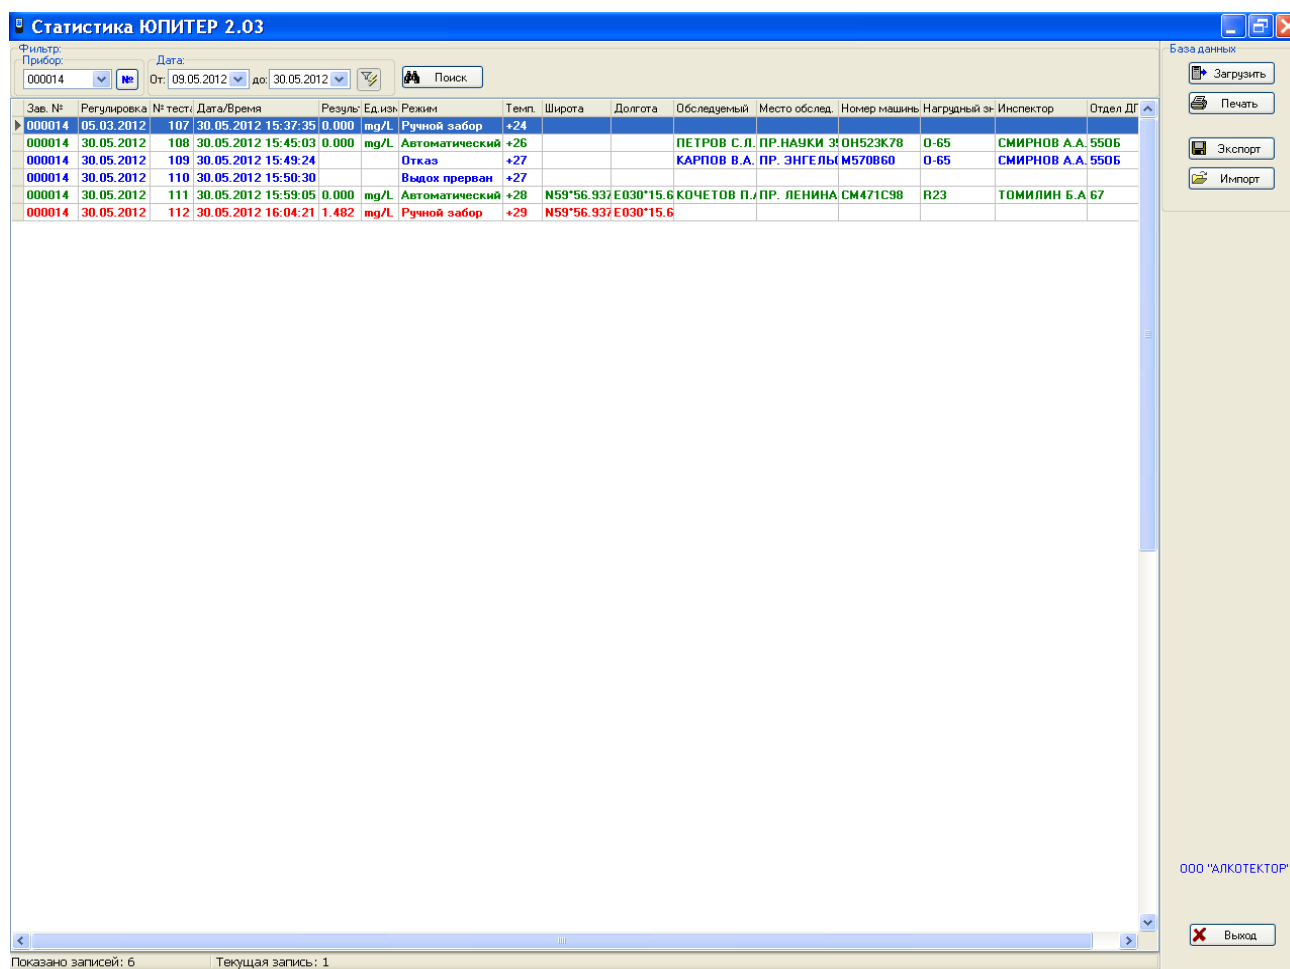 Статистика ЮПИТЕР 2.03
Фильтр:
Прибор:
Дата:
База данных
000014
№
От: 09.05.2012 до: 30.05.2012
Поиск
Загрузить
Печать
Экспорт
Импорт
Зав. № Регулировка № теста Дата/Время Резуль Ед.изм Режим Темп. Широта Долгота Обследуемый Место обслед. Номер машины Нагрудный зн Инспектор Отдел ДГ
000014 05.03.2012 107 30.05.2012 15:37:35 0.000 mg/L Ручной забор +24
000014 30.05.2012 108 30.05.2012 15:45:03 0.000 mg/L Автоматический +26 ПЕТРОВ С.Л. ПР.НАУКИ 3 ОН523К78 О-65 СМИРНОВ А.А. 550Б
000014 30.05.2012 109 30.05.2012 15:49:24 Отказ +27 КАРПОВ В.А. ПР. ЭНГЕЛЬ М570В60 О-65 СМИРНОВ А.А. 550Б
000014 30.05.2012 110 30.05.2012 15:50:30 Выдох прерван +27
000014 30.05.2012 111 30.05.2012 15:59:05 0.000 mg/L Автоматический +28 N59*56.937 E030*15.6 КОЧЕТОВ П. ПР. ЛЕНИНА СМ471С98 R23 ТОМИЛИН Б.А 67
000014 30.05.2012 112 30.05.2012 16:04:21 1.482 mg/L Ручной забор +29 N59*56.937 E030*15.6
ООО "АЛКОТЕКТОР"
Выход
Показано записей: 6 Текущая запись: 1